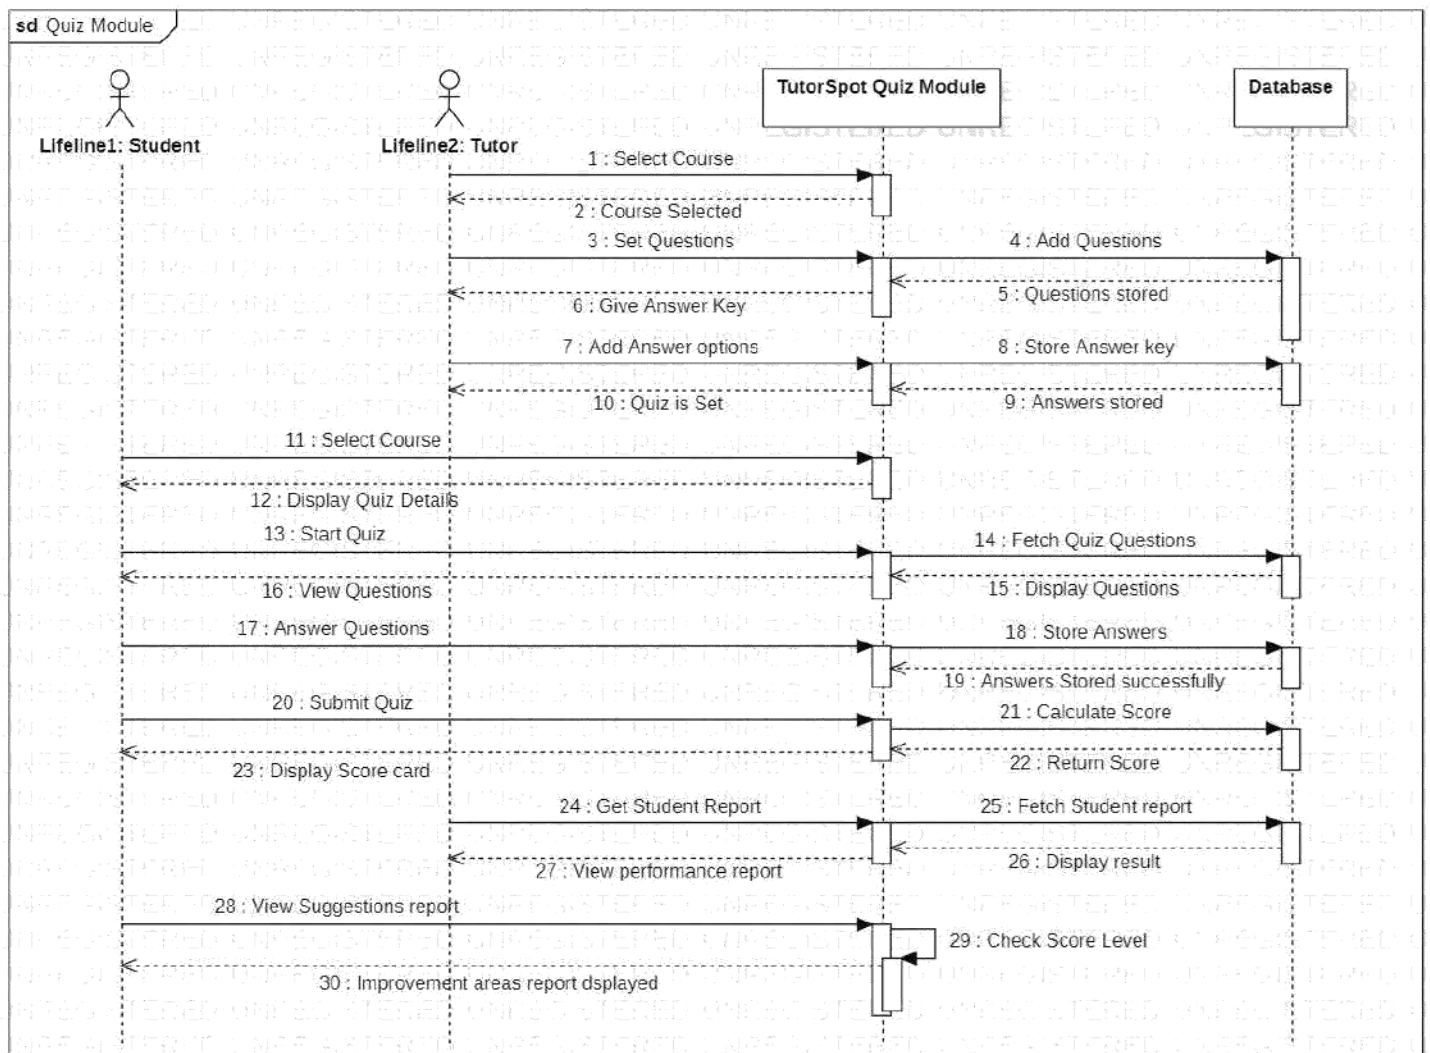 sd Quiz Module
Lifeline1: Student
Lifeline2: Tutor
TutorSpot Quiz Module
Database
1 : Select Course
2 : Course Selected
3 : Set Questions
4 : Add Questions
5 : Questions stored
6 : Give Answer Key
7 : Add Answer options
8 : Store Answer key
9 : Answers stored
10 : Quiz is Set
11 : Select Course
12 : Display Quiz Details
13 : Start Quiz
14 : Fetch Quiz Questions
15 : Display Questions
16 : View Questions
17 : Answer Questions
18 : Store Answers
19 : Answers Stored successfully
20 : Submit Quiz
21 : Calculate Score
22 : Return Score
23 : Display Score card
24 : Get Student Report
25 : Fetch Student report
26 : Display result
27 : View performance report
28 : View Suggestions report
29 : Check Score Level
30 : Improvement areas report dsplayed